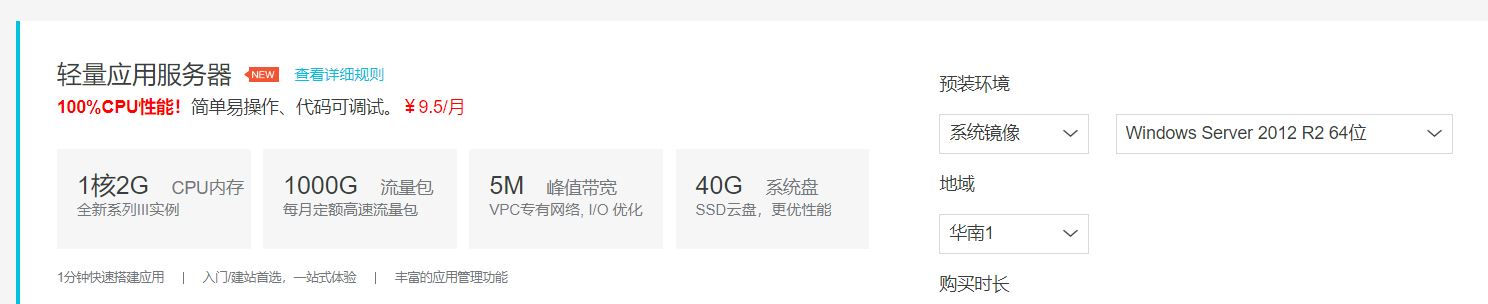 轻量应用服务器 NEW 查看详细规则
100%CPU性能！简单易操作、代码可调试。￥9.5/月
1核2G CPU内存
全新系列III实例
1000G 流量包
每月定额高速流量包
5M 峰值带宽
VPC专有网络, I/O 优化
40G 系统盘
SSD云盘，更优性能
1分钟快速搭建应用 | 入门/建站首选，一站式体验 | 丰富的应用管理功能
预装环境
系统镜像 Windows Server 2012 R2 64位
地域
华南1
购买时长